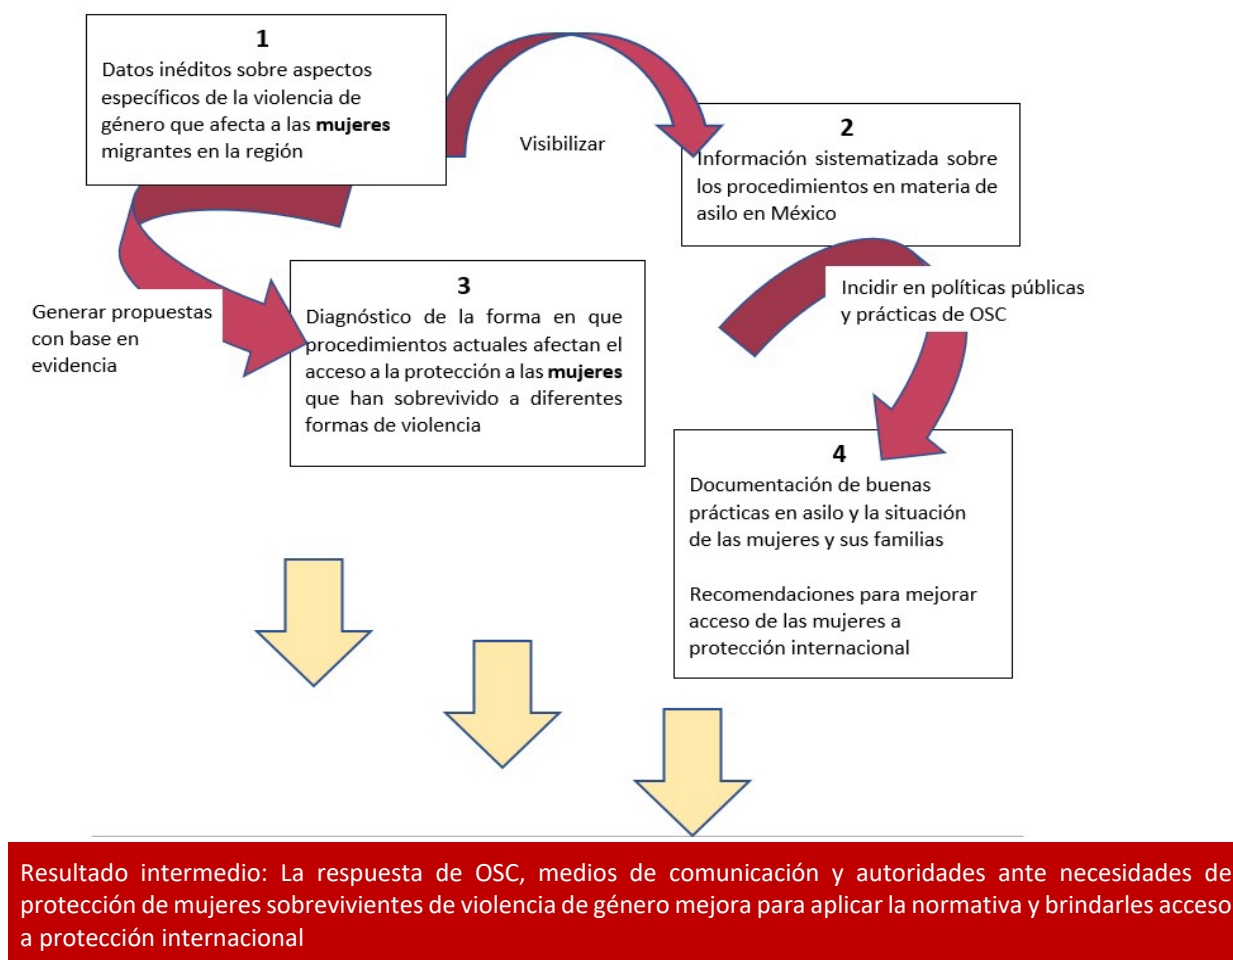 1
Datos inéditos sobre aspectos
específicos de la violencia de
género que afecta a las mujeres
migrantes en la región
Visibilizar
2
Información sistematizada sobre
los procedimientos en materia de
asilo en México
Generar propuestas
con base en
evidencia
3
Diagnóstico de la forma en que
procedimientos actuales afectan el
acceso a la protección a las mujeres
que han sobrevivido a diferentes
formas de violencia
Incidir en políticas públicas
y prácticas de OSC
4
Documentación de buenas
prácticas en asilo y la situación
de las mujeres y sus familias
Recomendaciones para mejorar
acceso de las mujeres a
protección internacional
Resultado intermedio: La respuesta de OSC, medios de comunicación y autoridades ante necesidades de
protección de mujeres sobrevivientes de violencia de género mejora para aplicar la normativa y brindarles acceso
a protección internacional